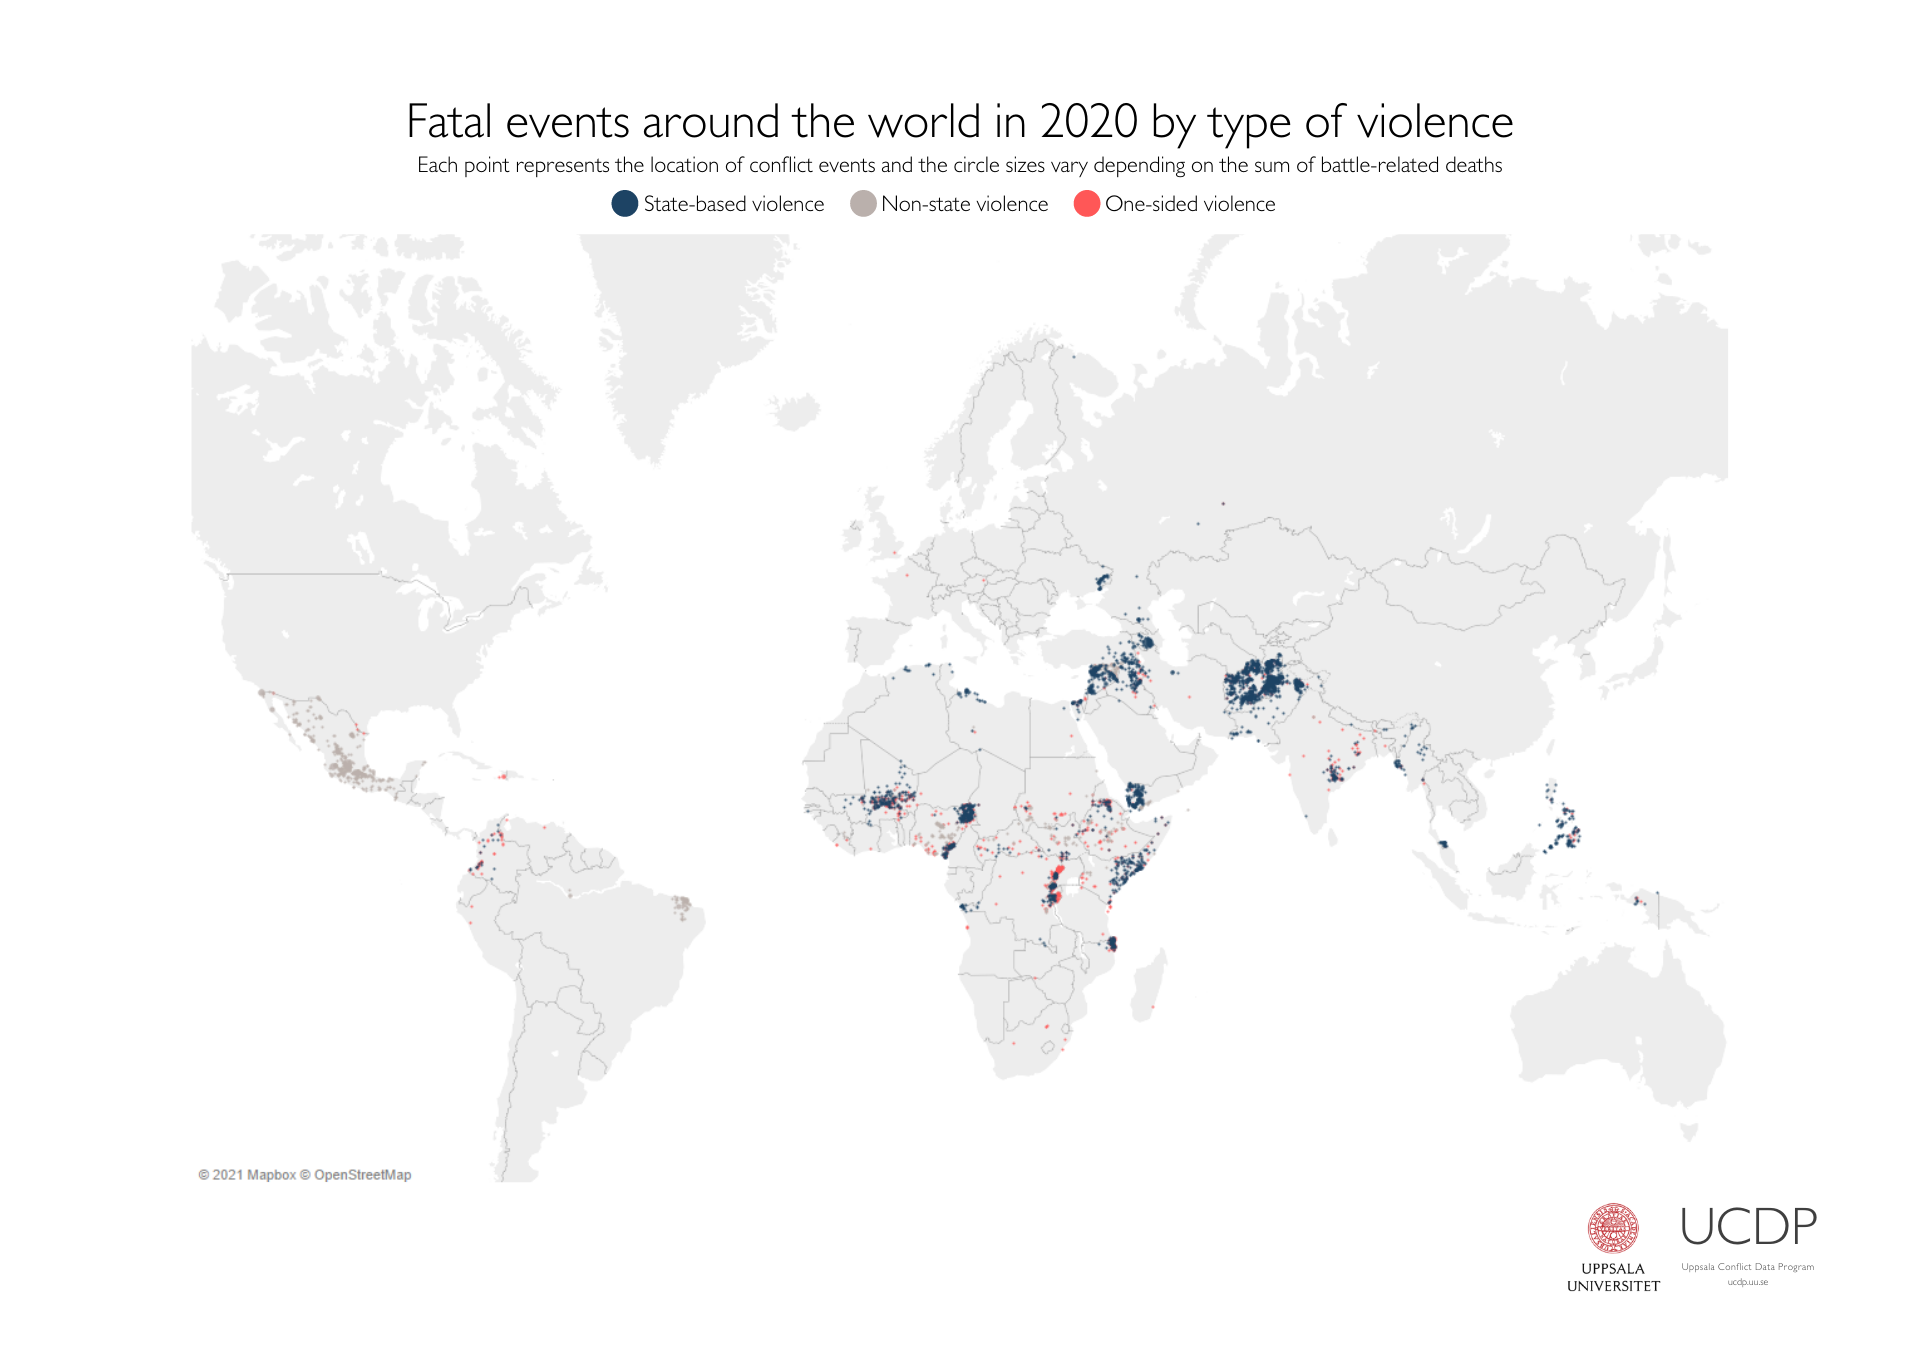 Fatal events around the world in 2020 by type of violence
Each point represents the location of conflict events and the circle sizes vary depending on the sum of battle-related deaths
State-based violence Non-state violence One-sided violence
© 2021 Mapbox © OpenStreetMap
UPPSALA
UNIVERSITET
UCDP
Uppsala Conflict Data Program
ucdp.uu.se